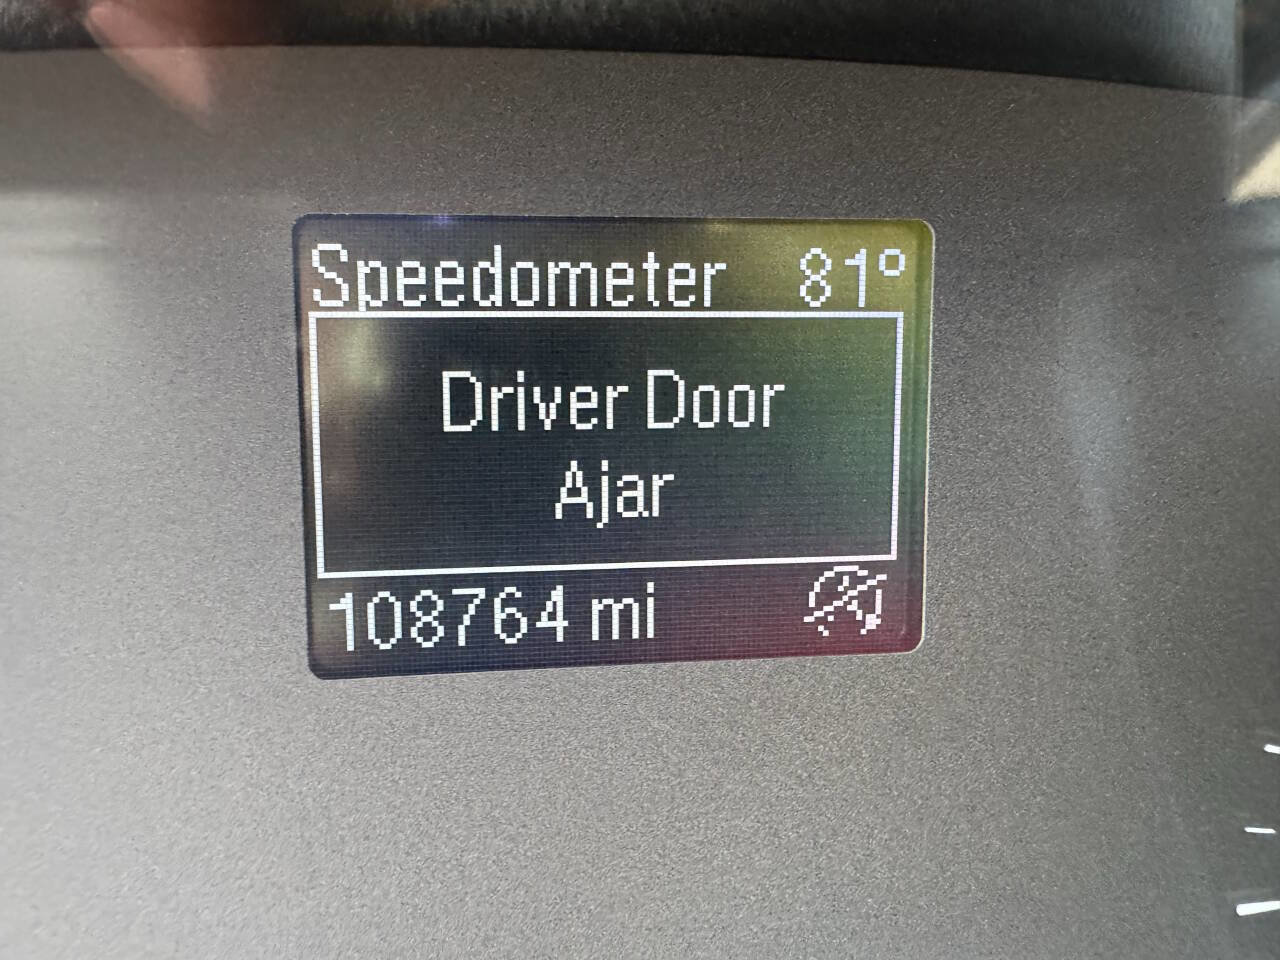 Speedometer 81°
Driver Door
Ajar
108764 mi